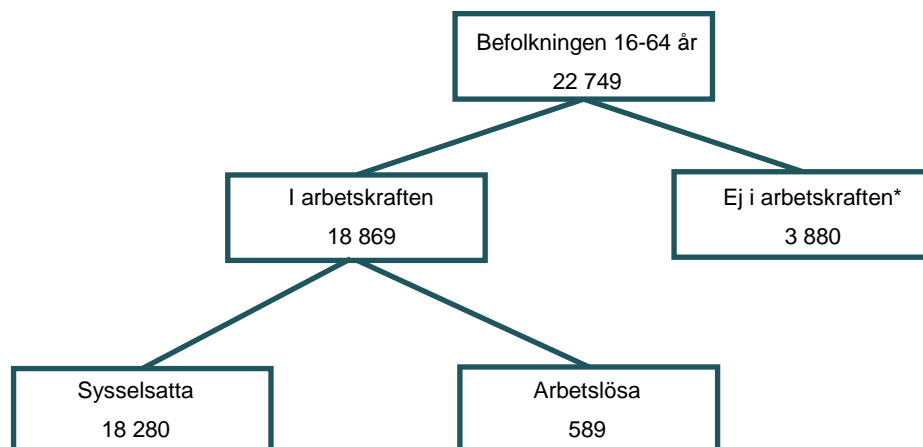 Befolkningen 16-64 år
22 749
I arbetskraften
18 869
Ej i arbetskraften*
3 880
Sysselsatta
18 280
Arbetslösa
589